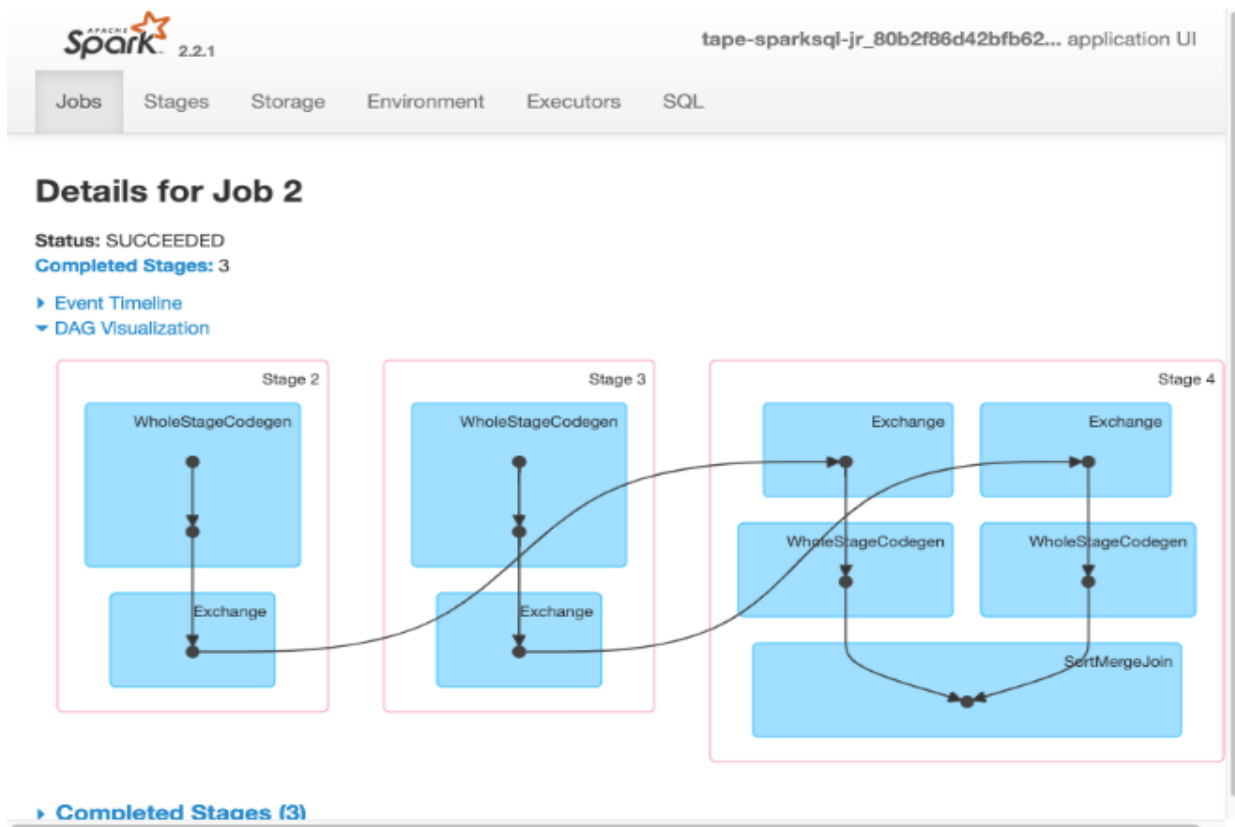 APACHE
Spark 2.2.1 tape-sparksql-jr_80b2f86d42bfb62... application UI
Jobs Stages Storage Environment Executors SQL
Details for Job 2
Status: SUCCEEDED
Completed Stages: 3
Event Timeline
DAG Visualization
Stage 2
WholeStageCodegen
Exchange
Stage 3
WholeStageCodegen
Exchange
Stage 4
Exchange Exchange
WholeStageCodegen WholeStageCodegen
SortMergeJoin
Completed Stages (3)